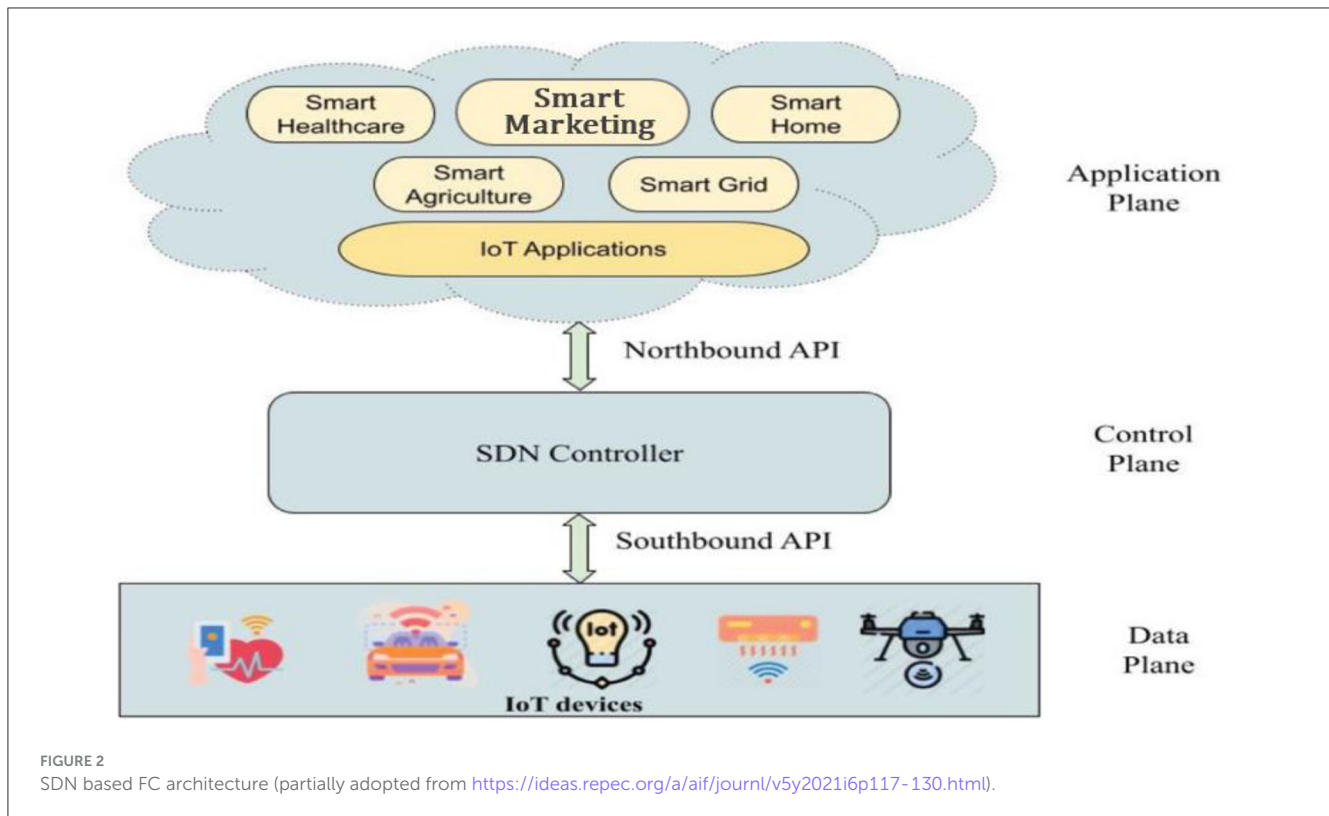 Smart
Healthcare
Smart
Marketing
Smart
Home
Smart
Agriculture
Smart Grid
IoT Applications
Application
Plane
Northbound API
SDN Controller
Control
Plane
Southbound API
Iot
IoT devices
Data
Plane
FIGURE 2
SDN based FC architecture (partially adopted from https://ideas.repec.org/a/aif/journl/v5y2021i6p117-130.html).